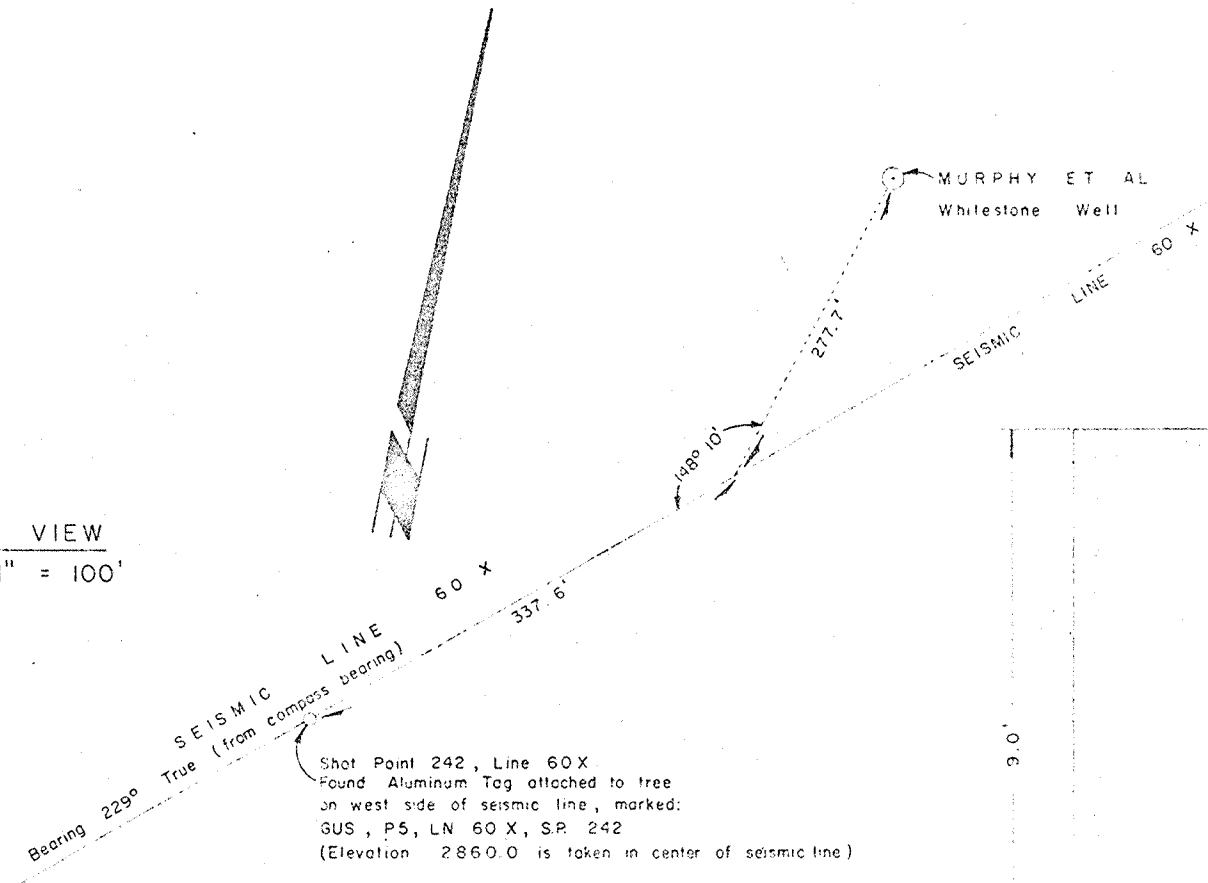 MURPHY ET AL
Whitestone Well
SEISMIC LINE 60 X
277.7'
148° 10'
VIEW
1" = 100'
SEISMIC LINE 60 X
337.6'
Bearing 229° True (from compass bearing)
Shot Point 242, Line 60X
Found Aluminum Tag attached to tree
on west side of seismic line, marked:
GUS, P5, LN 60 X, S.P. 242
(Elevation 2860.0 is taken in center of seismic line)
9.0'